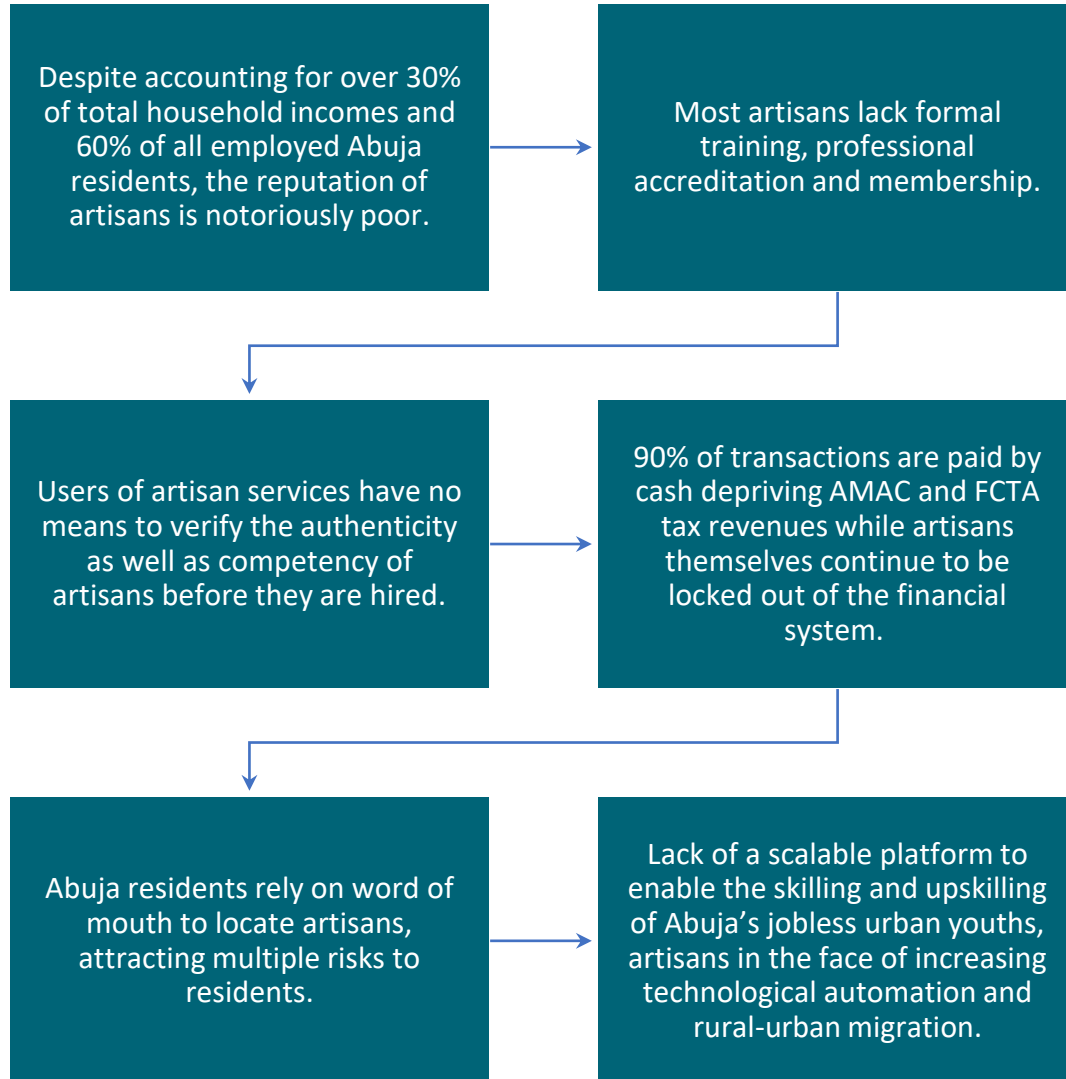 Despite accounting for over 30%
of total household incomes and
60% of all employed Abuja
residents, the reputation of
artisans is notoriously poor.
Most artisans lack formal
training, professional
accreditation and membership.
Users of artisan services have no
means to verify the authenticity
as well as competency of
artisans before they are hired.
90% of transactions are paid by
cash depriving AMAC and FCTA
tax revenues while artisans
themselves continue to be
locked out of the financial
system.
Abuja residents rely on word of
mouth to locate artisans,
attracting multiple risks to
residents.
Lack of a scalable platform to
enable the skilling and upskilling
of Abuja’s jobless urban youths,
artisans in the face of increasing
technological automation and
rural-urban migration.